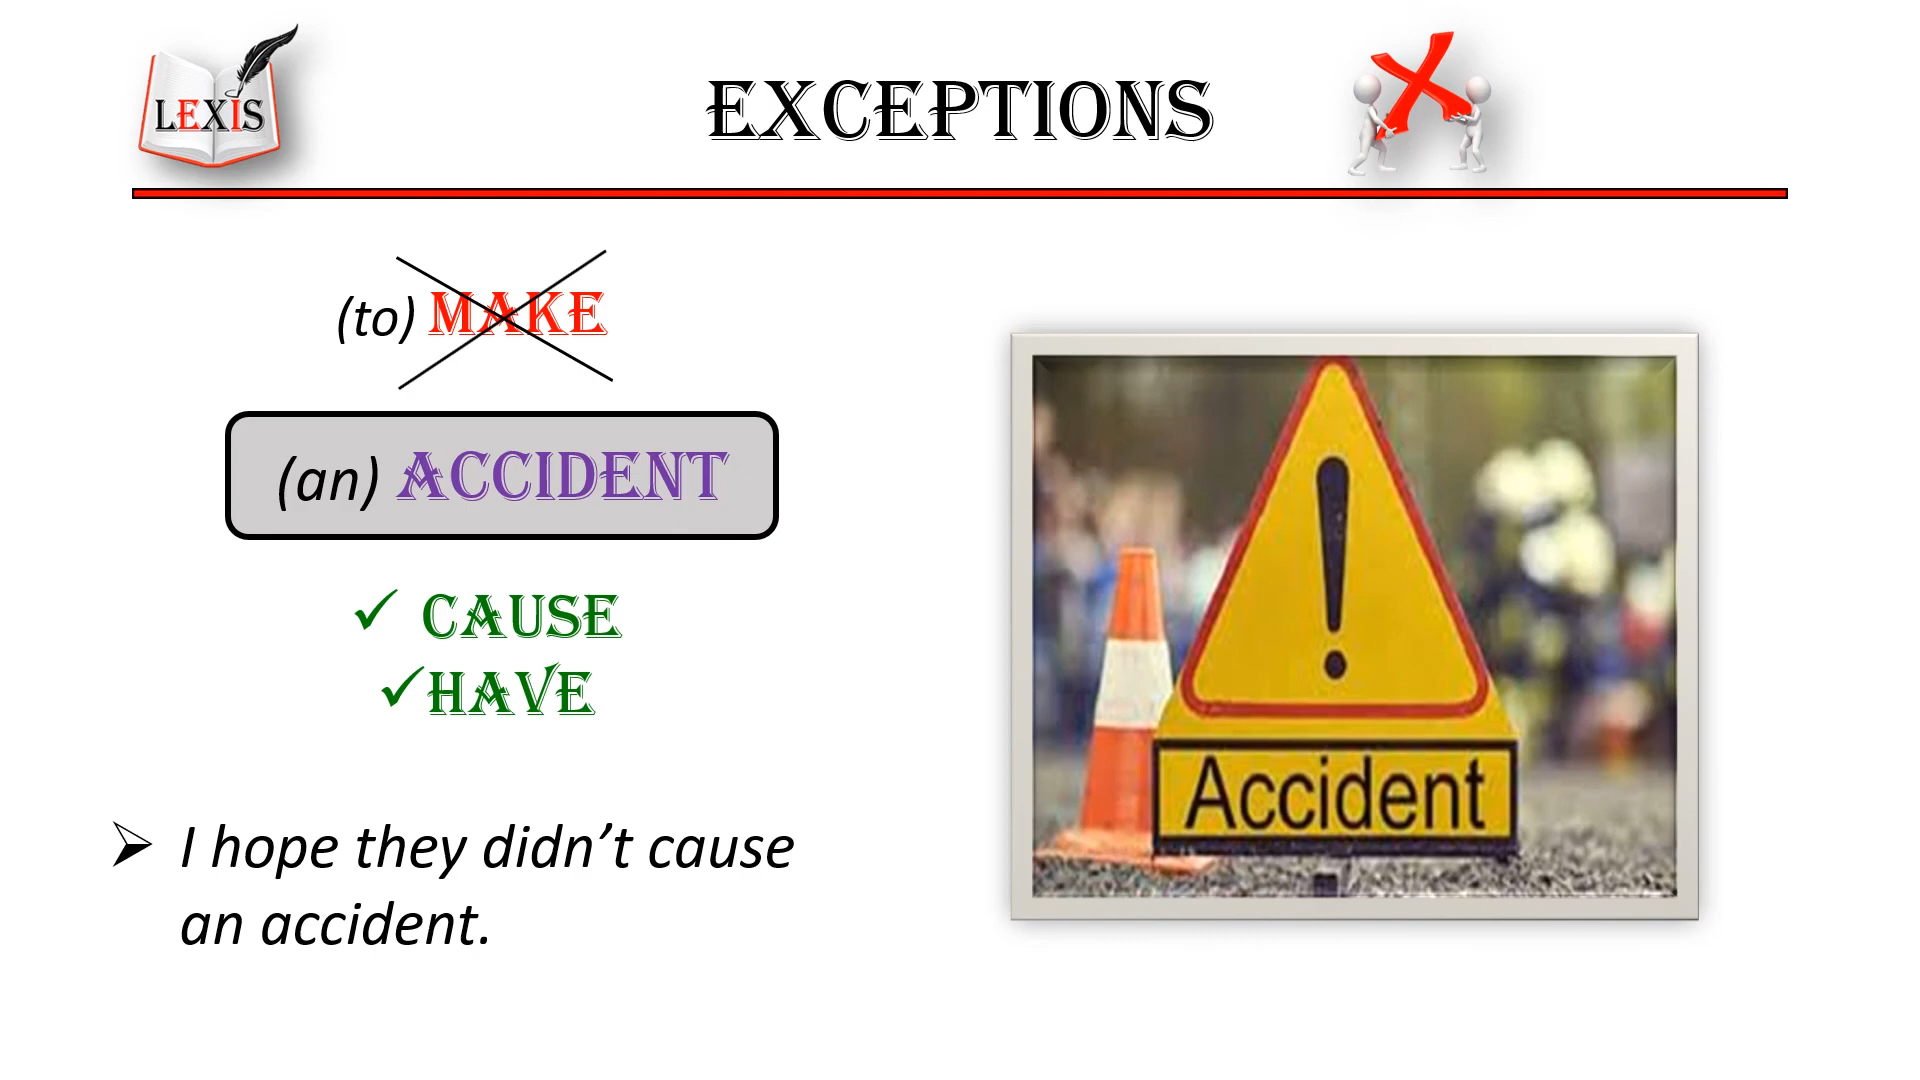 LEXIS
EXCEPTIONS
(to) MAKE
(an) ACCIDENT
✓ CAUSE
✓ HAVE
➢ I hope they didn’t cause
an accident.
Accident